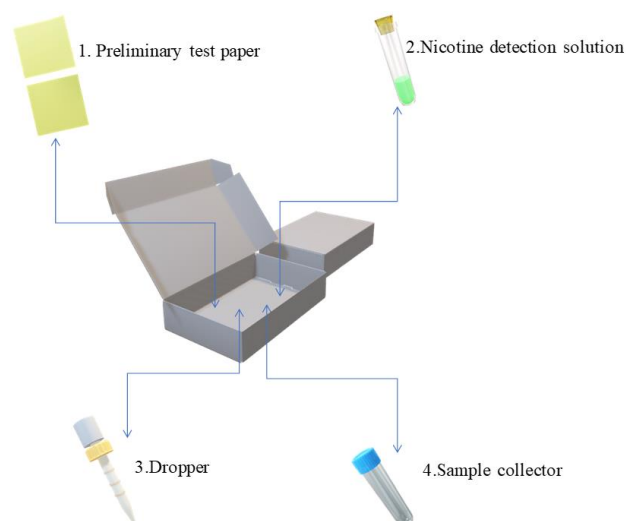 1. Preliminary test paper
2.Nicotine detection solution
3.Dropper
4.Sample collector